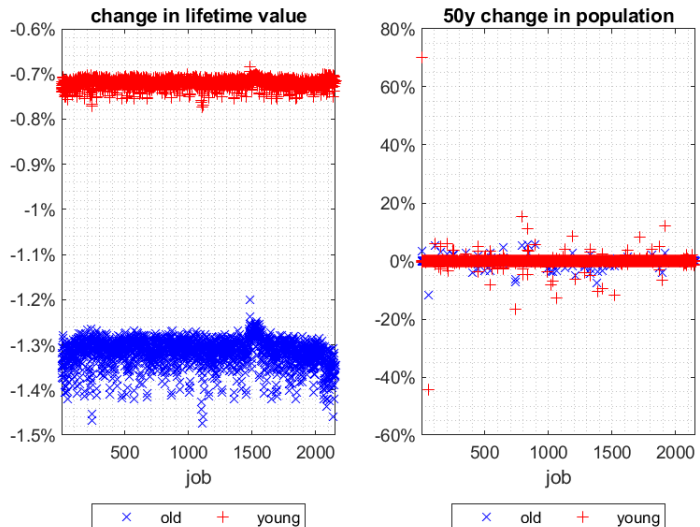 change in lifetime value
-0.6%
-0.7%
-0.8%
-0.9%
-1%
-1.1%
-1.2%
-1.3%
-1.4%
-1.5%
500 1000 1500 2000
job
× old + young
50y change in population
80%
60%
40%
20%
0%
-20%
-40%
-60%
500 1000 1500 2000
job
× old + young